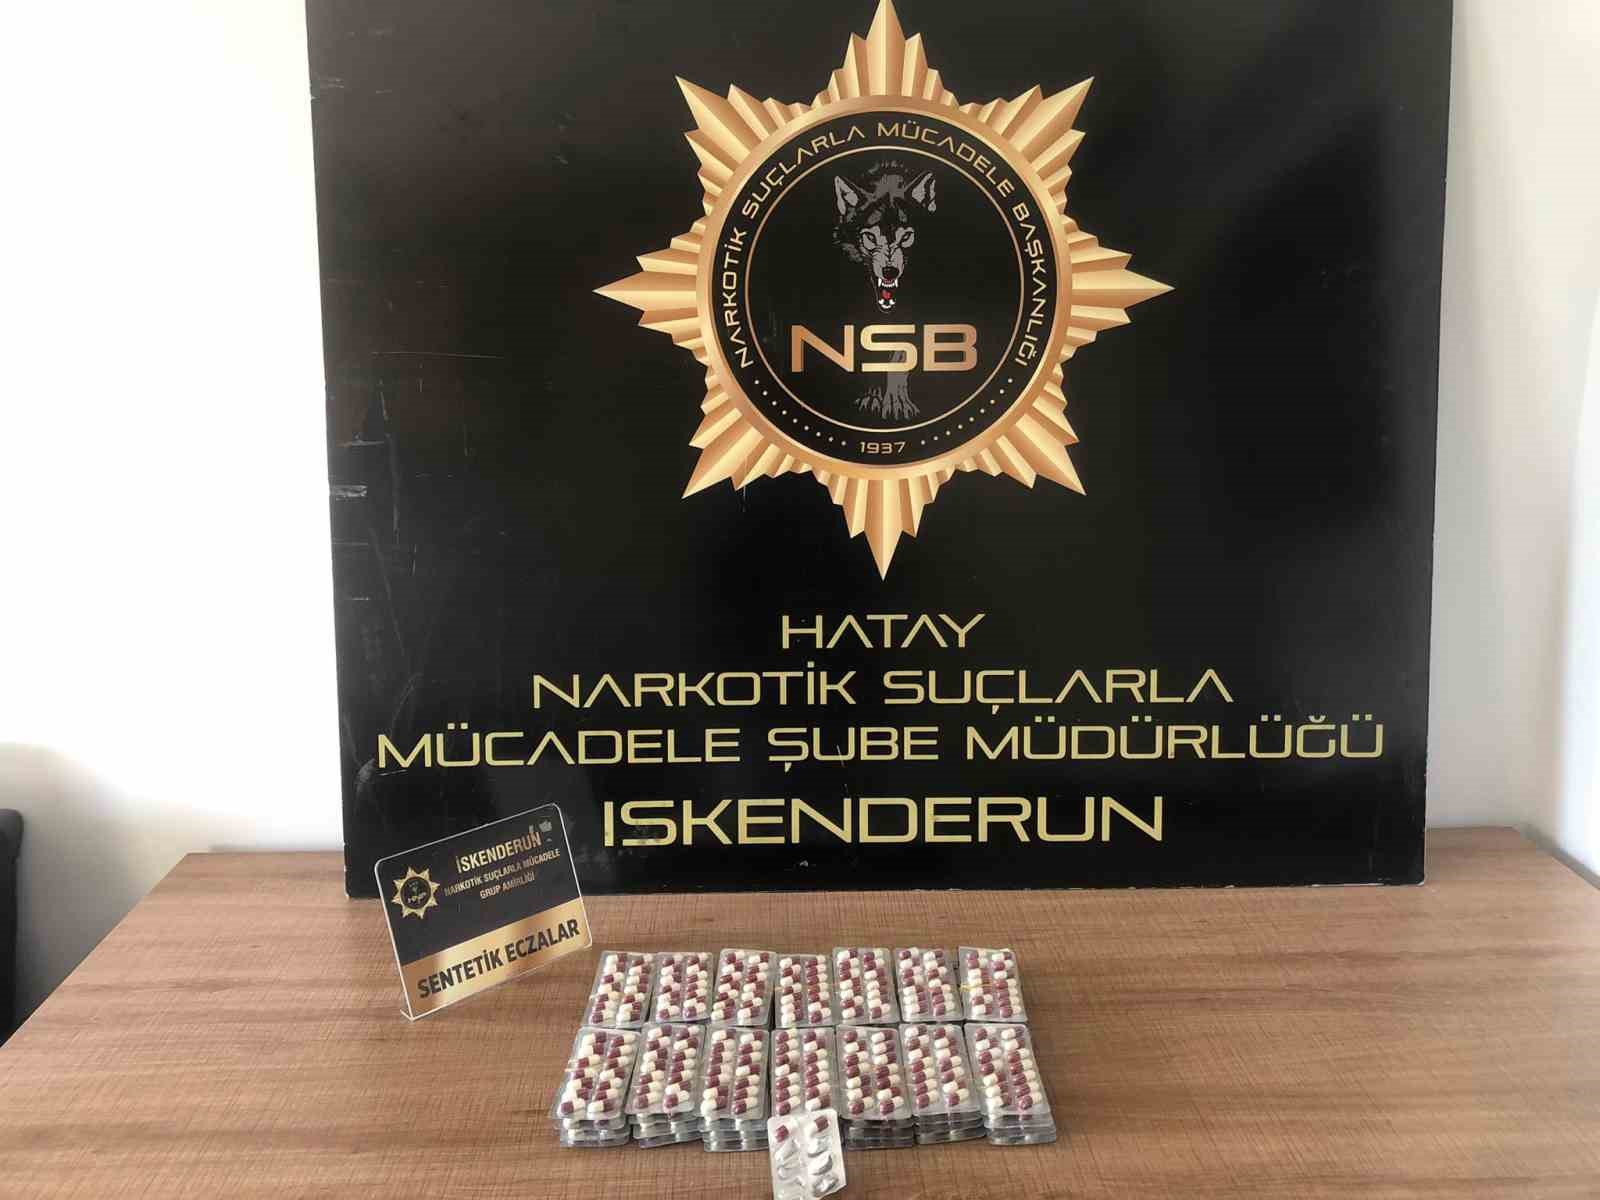 NARKOTİK SUÇLARLA MÜCADELE BAŞKANLIĞI
NSB
1937
HATAY
NARKOTİK SUÇLARLA
MÜCADELE ŞUBE MÜDÜRLÜĞÜ
ISKENDERUN
İSKENDERUN
NARKOTİK SUÇLARLA MÜCADELE
GRUP AMİRLİĞİ
SENTETİK ECZALAR